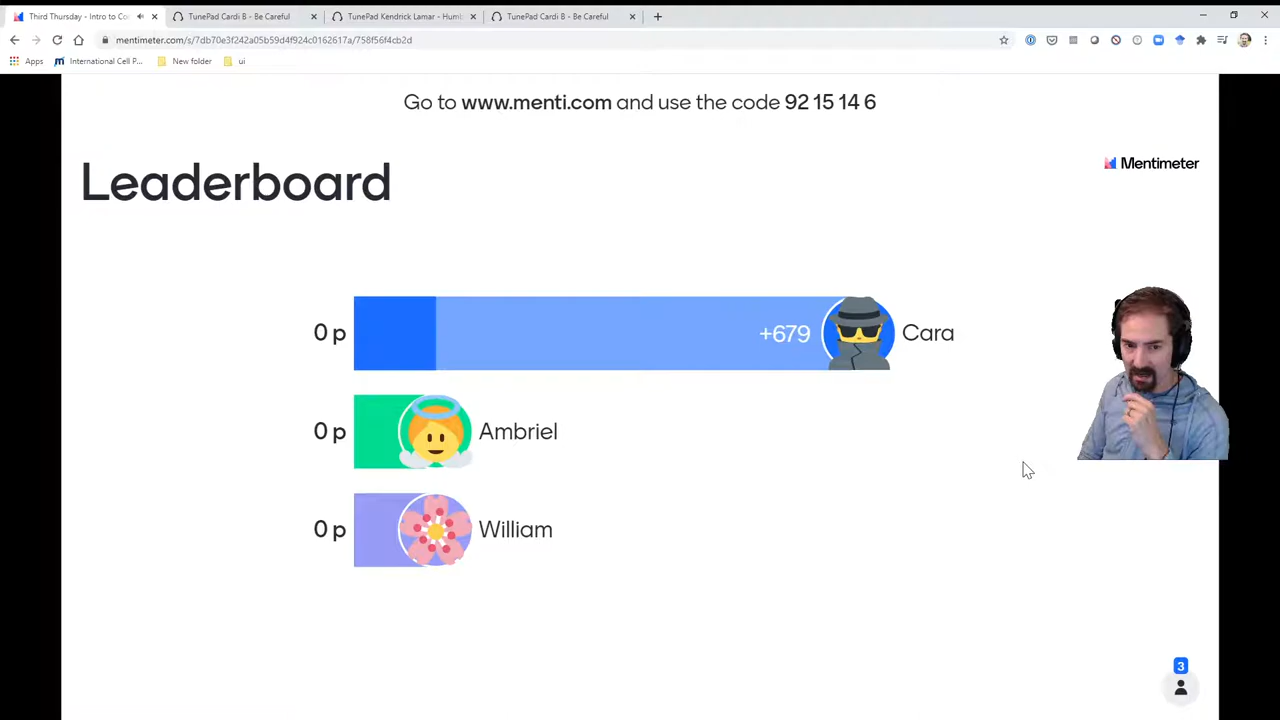 Third Thursday - Intro to Co
TunePad Cardi B - Be Careful
TunePad Kendrick Lamar - Humb
TunePad Cardi B - Be Careful
mentimeter.com/s/7db70e3f242a05b59d4f924c0162617a/758f56f4cb2d
Apps
International Cell P...
New folder
ui
Go to www.menti.com and use the code 92 15 14 6
Leaderboard
Mentimeter
0 p
+679
Cara
0 p
Ambriel
0 p
William
3